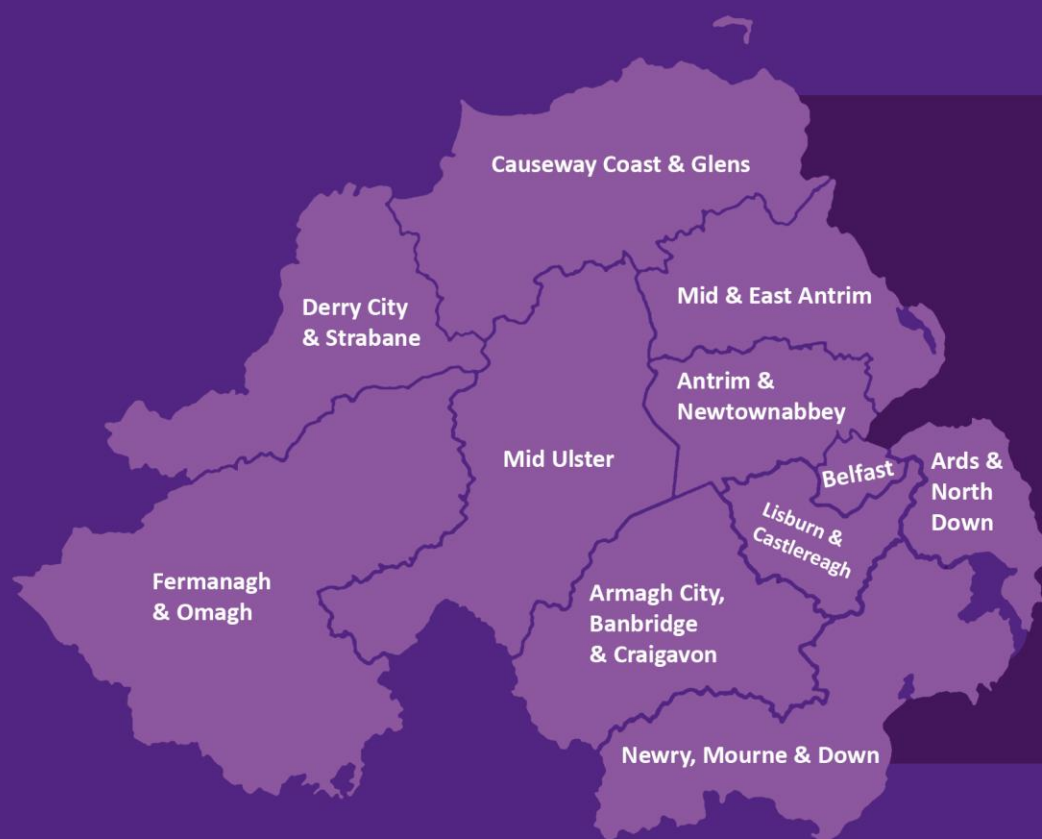 Causeway Coast & Glens
Mid & East Antrim
Derry City
& Strabane
Antrim &
Newtownabbey
Mid Ulster
Belfast
Ards &
North
Down
Lisburn &
Castlereagh
Fermanagh
& Omagh
Armagh City,
Banbridge
& Craigavon
Newry, Mourne & Down